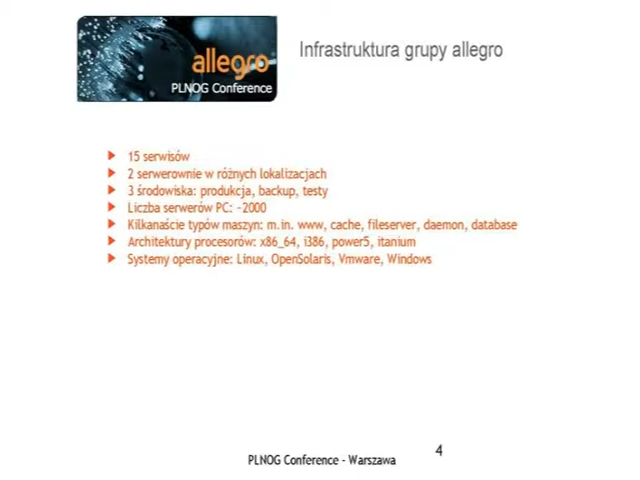 allegro
PLNOG Conference
Infrastruktura grupy allegro
15 serwisów
2 serwerownie w różnych lokalizacjach
3 środowiska: produkcja, backup, testy
Liczba serwerów PC: ~2000
Kilkanaście typów maszyn: m.in. www, cache, fileserver, daemon, database
Architektury procesorów: x86_64, i386, power5, itanium
Systemy operacyjne: Linux, OpenSolaris, Vmware, Windows
PLNOG Conference - Warszawa
4